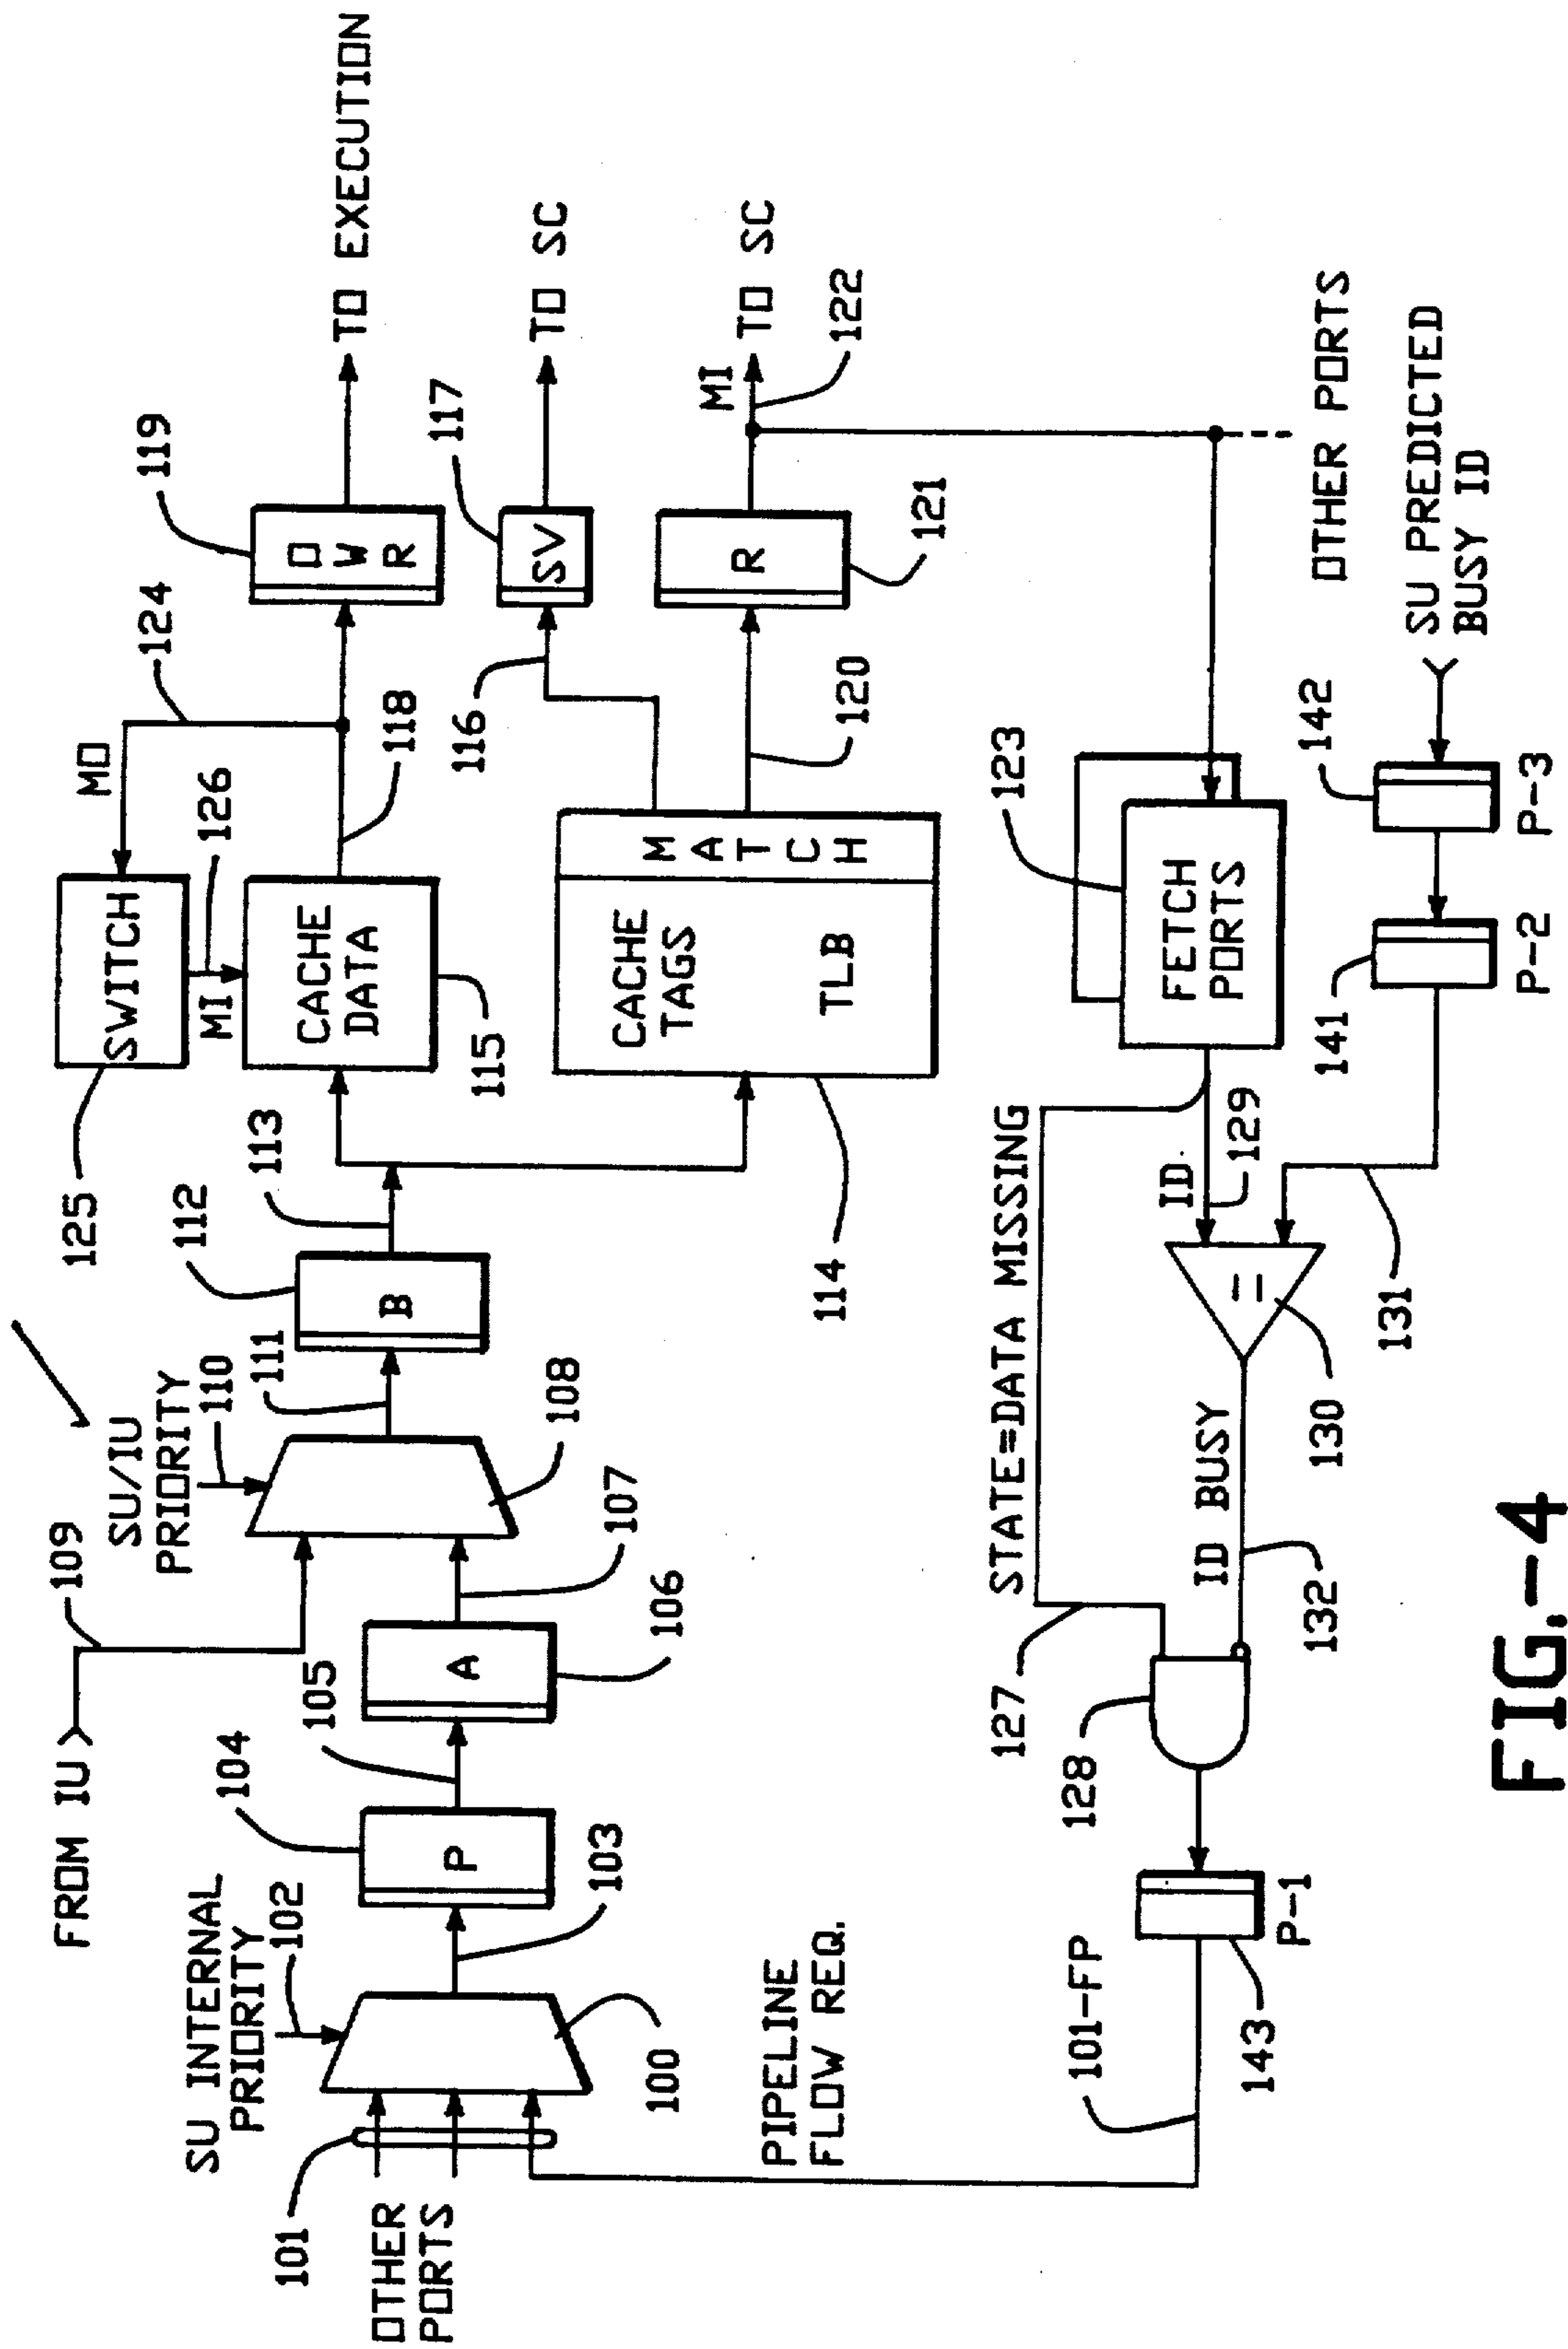 FROM IU
109
SU/IU
PRIORITY
110
111
112
113
125
SWITCH
MO
124
MI
126
CACHE
DATA
115
118
119
OWR
TO EXECUTION
SU INTERNAL
PRIORITY
102
101
OTHER
PORTS
100
103
104
P
105
A
106
107
108
B
114
CACHE
TAGS
TLB
MATCH
116
117
SV
TO SC
120
R
121
MI
TO SC
122
PIPELINE
FLOW REQ.
101-FP
143
P-1
128
127
STATE=DATA MISSING
ID BUSY
132
130
=
ID
129
131
FETCH
PORTS
123
OTHER PORTS
141
P-2
142
P-3
SU PREDICTED
BUSY ID
FIG.-4